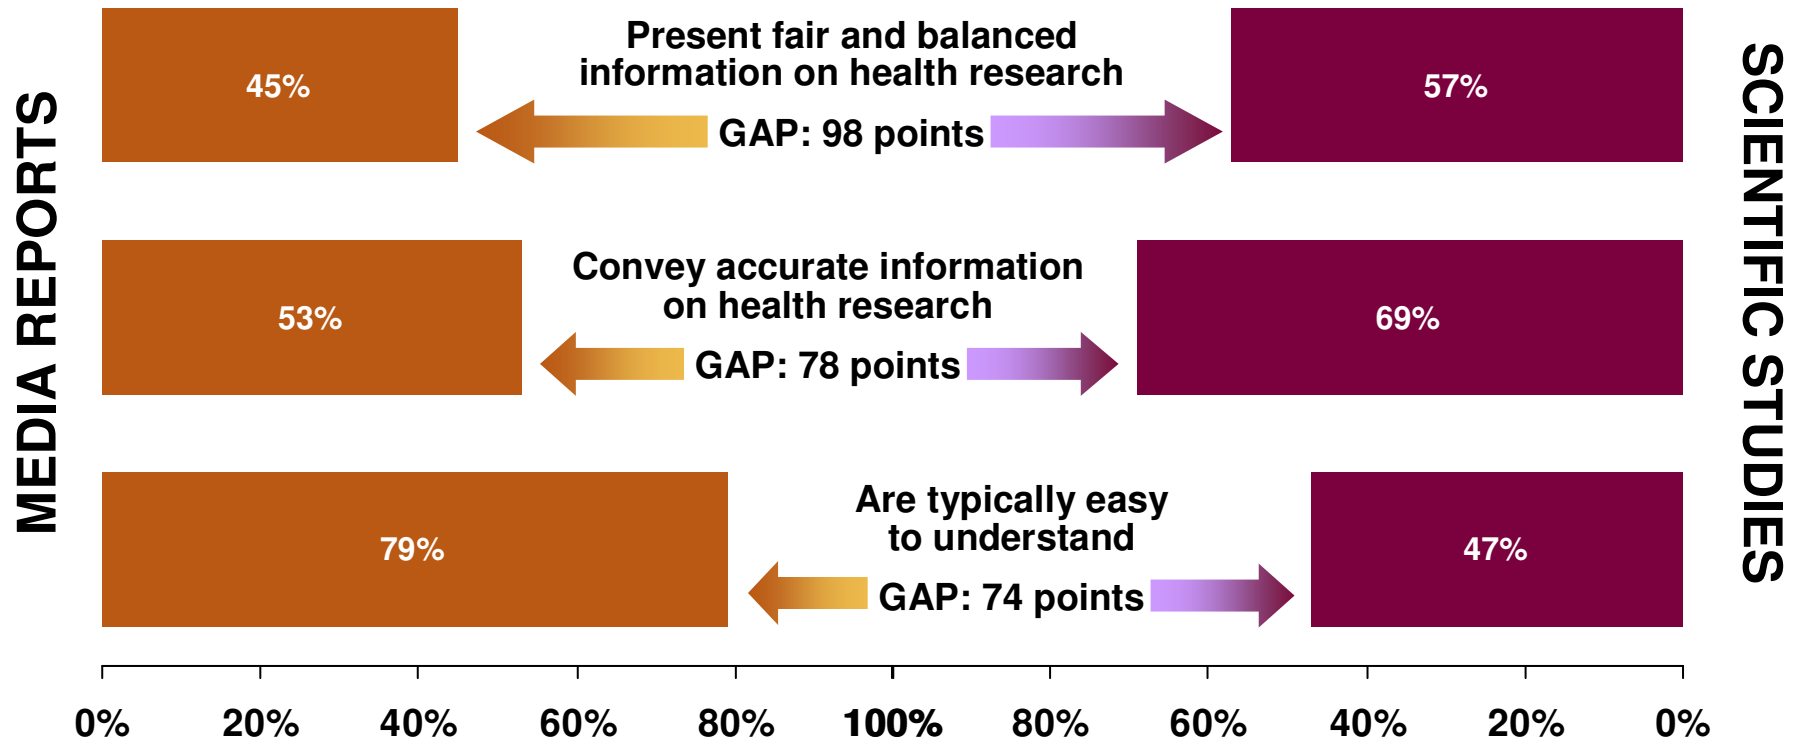 MEDIA REPORTS
SCIENTIFIC STUDIES
45%
Present fair and balanced
information on health research
GAP: 98 points
57%
53%
Convey accurate information
on health research
GAP: 78 points
69%
79%
Are typically easy
to understand
GAP: 74 points
47%
0% 20% 40% 60% 80% 100% 80% 60% 40% 20% 0%